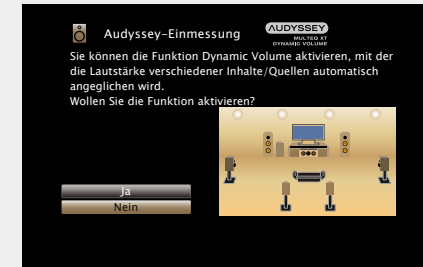 Audyssey-Einmessung
AUDYSSEY
MULTEQ XT
DYNAMIC VOLUME
Sie können die Funktion Dynamic Volume aktivieren, mit der
die Lautstärke verschiedener Inhalte/Quellen automatisch
angeglichen wird.
Wollen Sie die Funktion aktivieren?
Ja
Nein